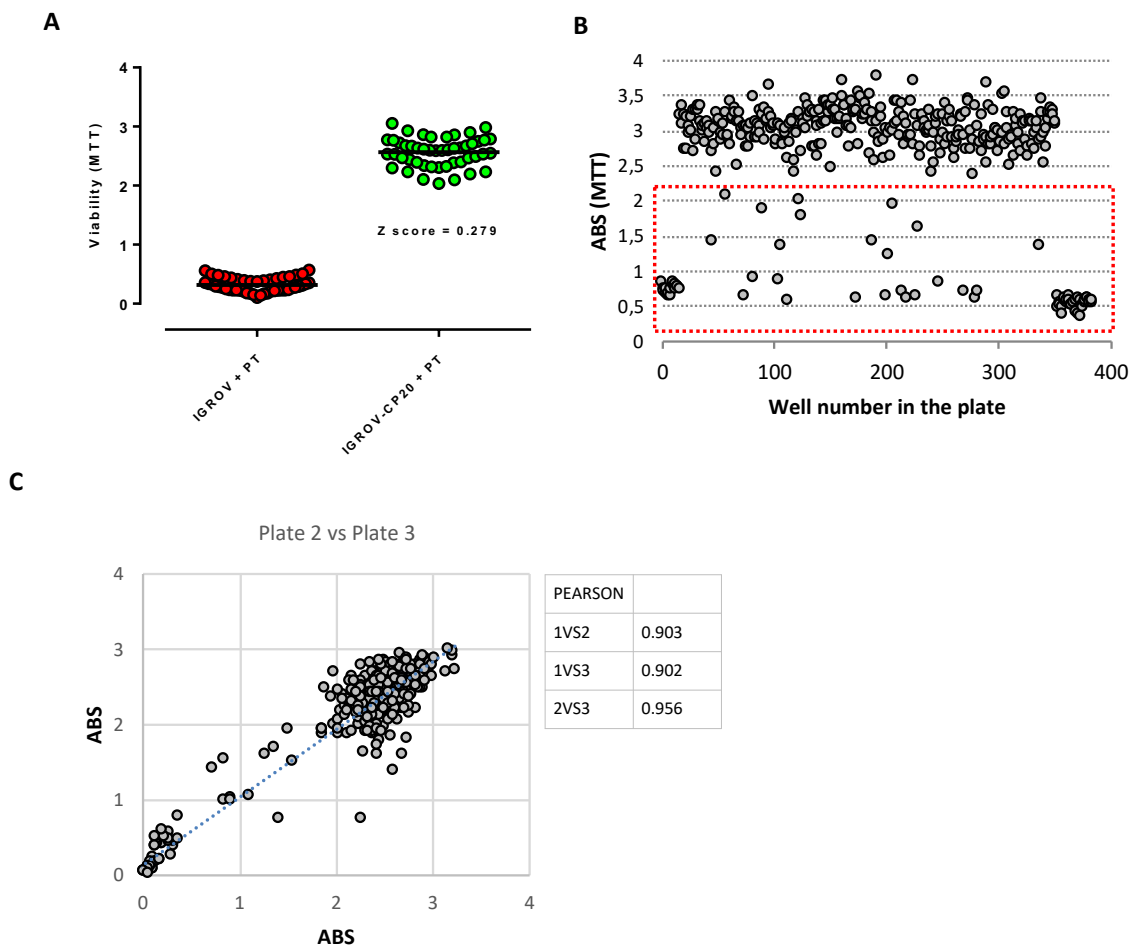 A
Viability (MTT)
4
3
2
1
0
Z score = 0.279
IGROV + PT
IGROV-CP20 + PT
B
ABS (MTT)
4
3,5
3
2,5
2
1,5
1
0,5
0
0 100 200 300 400
Well number in the plate
C
Plate 2 vs Plate 3
ABS
4
3
2
1
0
0 1 2 3 4
ABS
PEARSON
1VS2 0.903
1VS3 0.902
2VS3 0.956